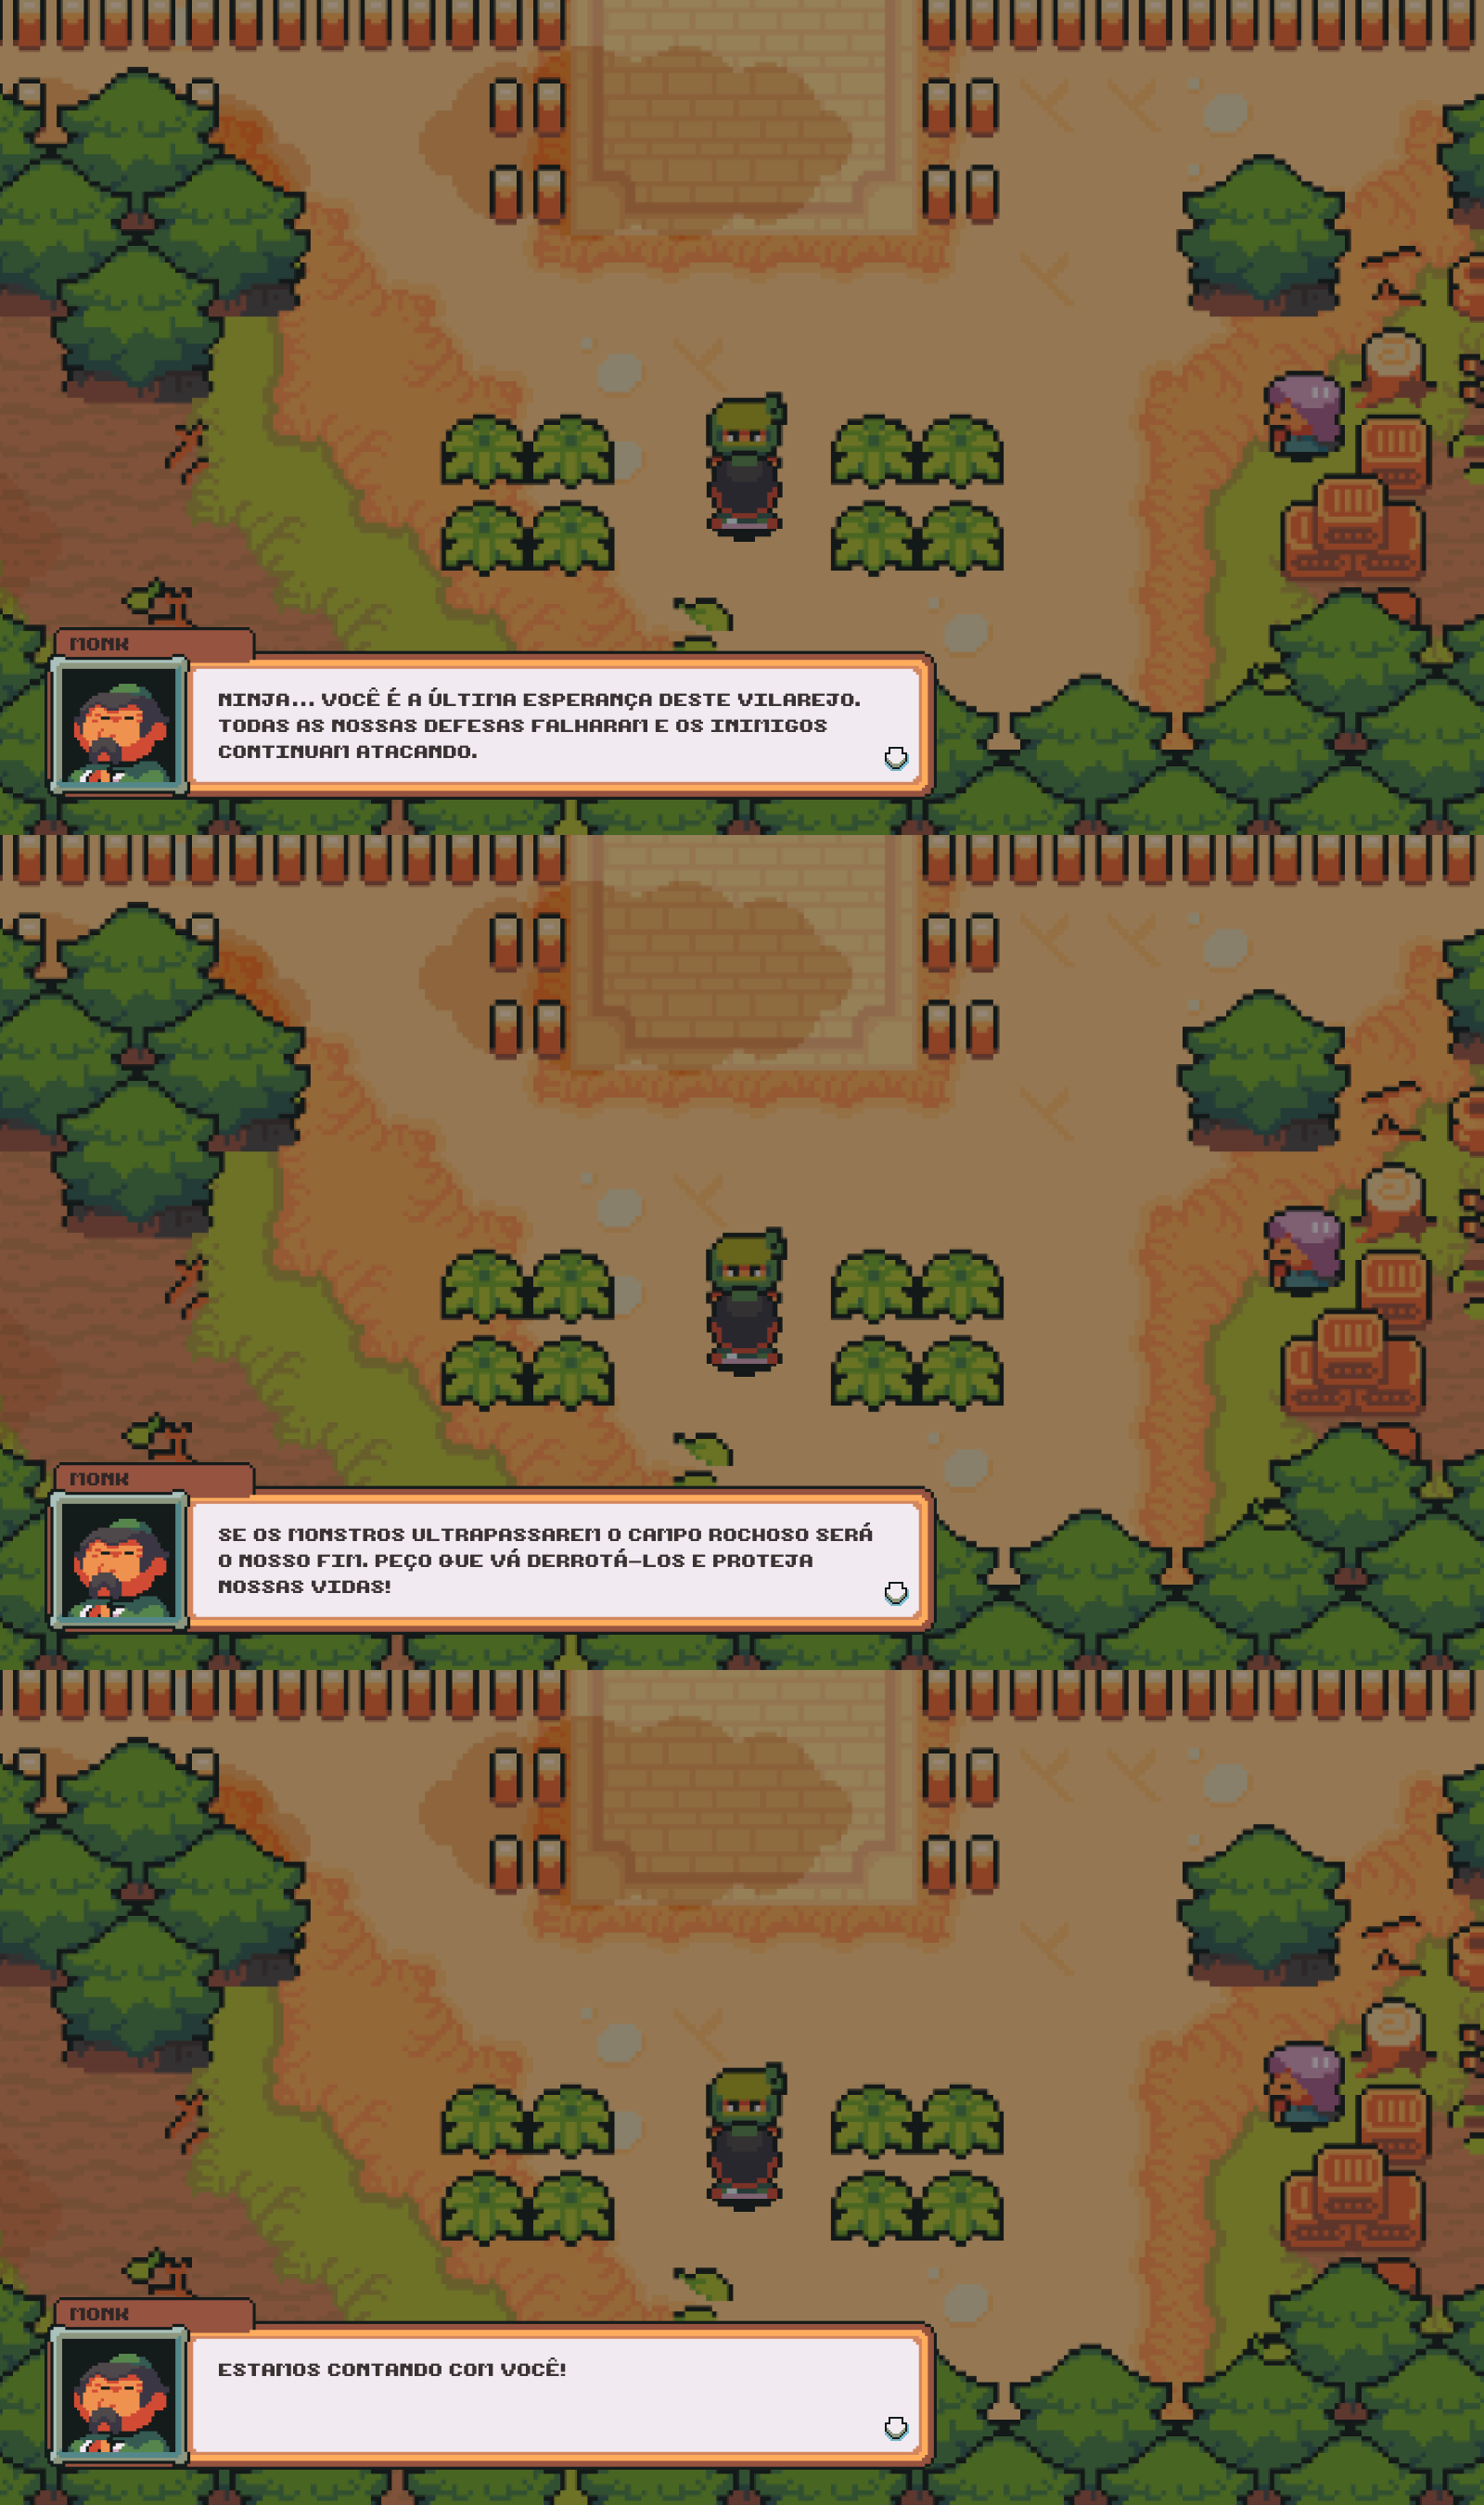 MONK
NINJA... VOCÊ É A ÚLTIMA ESPERANÇA DESTE VILAREJO.
TODAS AS NOSSAS DEFESAS FALHARAM E OS INIMIGOS
CONTINUAM ATACANDO.
MONK
SE OS MONSTROS ULTRAPASSAREM O CAMPO ROCHOSO SERÁ
O NOSSO FIM. PEÇO QUE VÁ DERROTÁ-LOS E PROTEJA
NOSSAS VIDAS!
MONK
ESTAMOS CONTANDO COM VOCÊ!